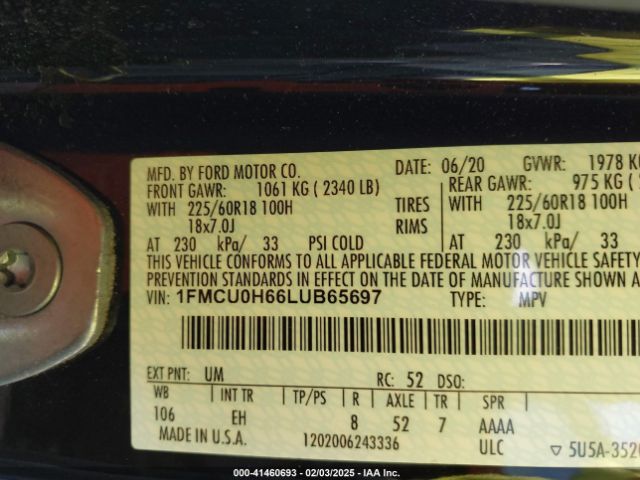 MFD. BY FORD MOTOR CO. DATE: 06/20 GVWR: 1978 KG
FRONT GAWR: 1061 KG ( 2340 LB) REAR GAWR: 975 KG (
WITH 225/60R18 100H TIRES WITH 225/60R18 100H
18x7.0J RIMS 18x7.0J
AT 230 kPa/ 33 PSI COLD AT 230 kPa/ 33
THIS VEHICLE CONFORMS TO ALL APPLICABLE FEDERAL MOTOR VEHICLE SAFETY
PREVENTION STANDARDS IN EFFECT ON THE DATE OF MANUFACTURE SHOWN A
VIN: 1FMCU0H66LUB65697 TYPE: MPV
EXT PNT: UM RC: 52 DSO:
WB INT TR TP/PS R AXLE TR SPR
106 EH 8 52 7 AAAA
MADE IN U.S.A. 1202006243336 ULC ▽ 5U5A-3520
000-41460693 - 02/03/2025 - IAA Inc.